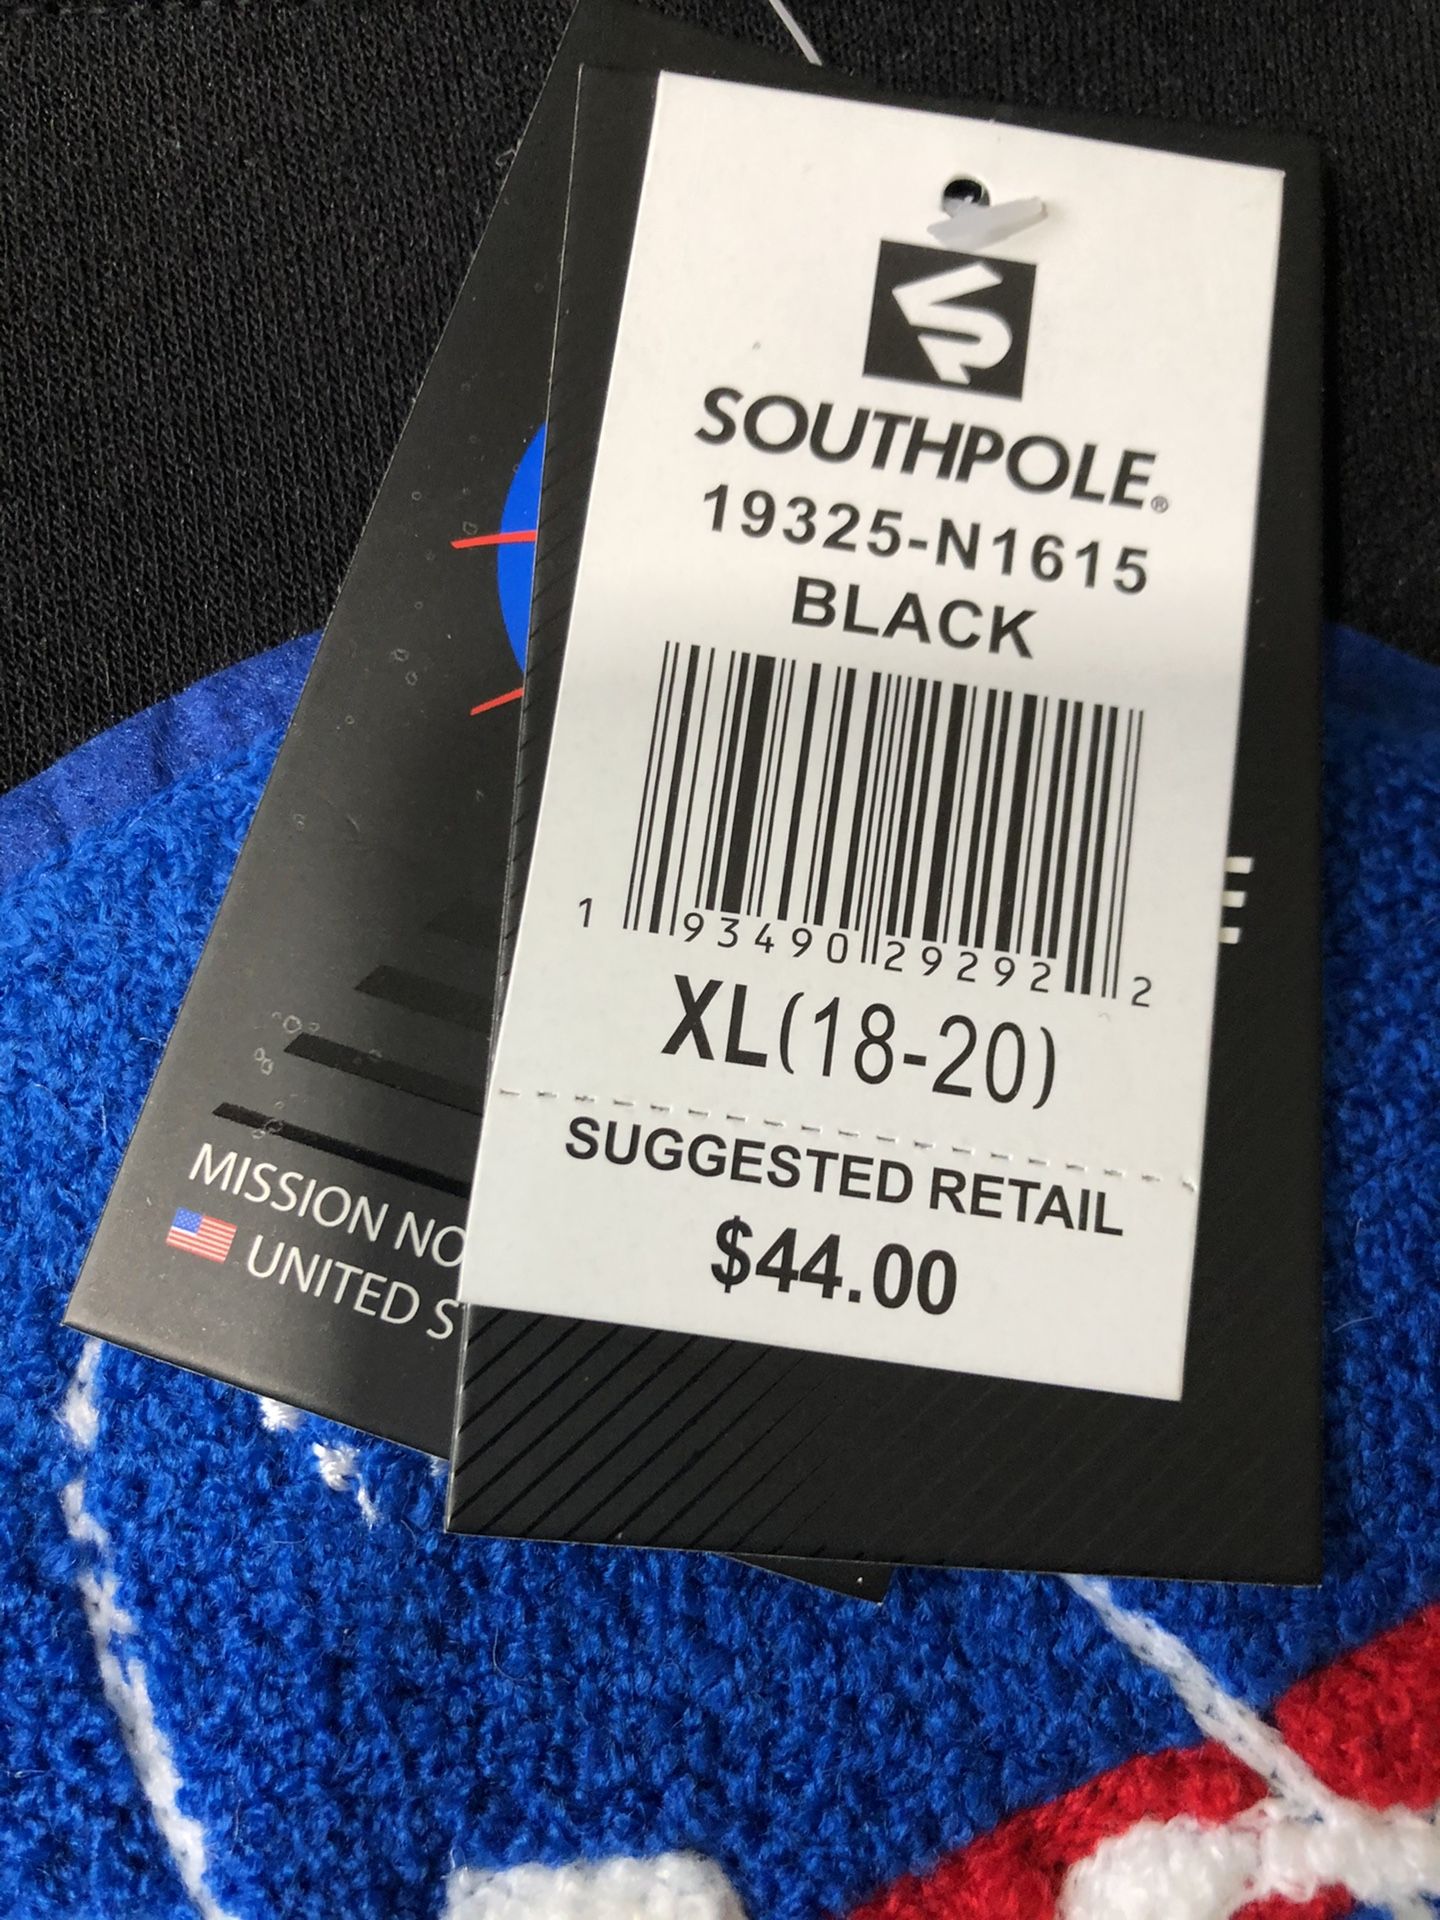 SOUTHPOLE®
19325-N1615
BLACK
1 93490 29292 2
XL(18-20)
SUGGESTED RETAIL
$44.00
MISSION NO
UNITED S
E